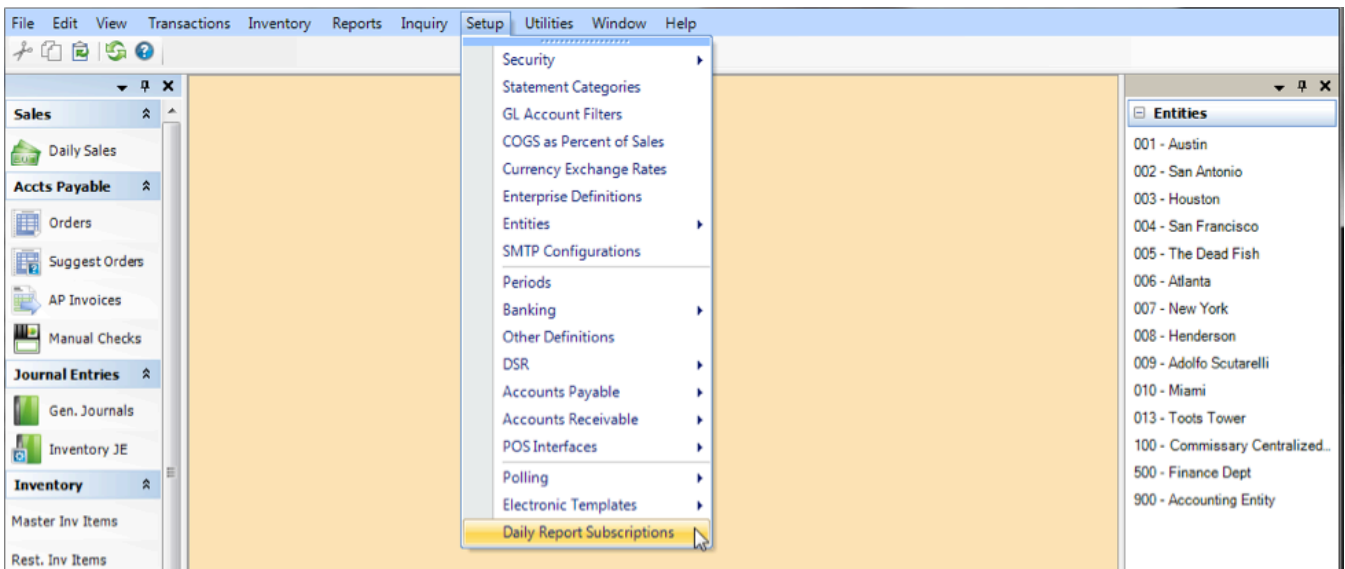 File Edit View Transactions Inventory Reports Inquiry Setup Utilities Window Help
Sales
Daily Sales
Accts Payable
Orders
Suggest Orders
AP Invoices
Manual Checks
Journal Entries
Gen. Journals
Inventory JE
Inventory
Master Inv Items
Rest. Inv Items
Security
Statement Categories
GL Account Filters
COGS as Percent of Sales
Currency Exchange Rates
Enterprise Definitions
Entities
SMTP Configurations
Periods
Banking
Other Definitions
DSR
Accounts Payable
Accounts Receivable
POS Interfaces
Polling
Electronic Templates
Daily Report Subscriptions
Entities
001 - Austin
002 - San Antonio
003 - Houston
004 - San Francisco
005 - The Dead Fish
006 - Atlanta
007 - New York
008 - Henderson
009 - Adolfo Scutarelli
010 - Miami
013 - Toots Tower
100 - Commissary Centralized...
500 - Finance Dept
900 - Accounting Entity